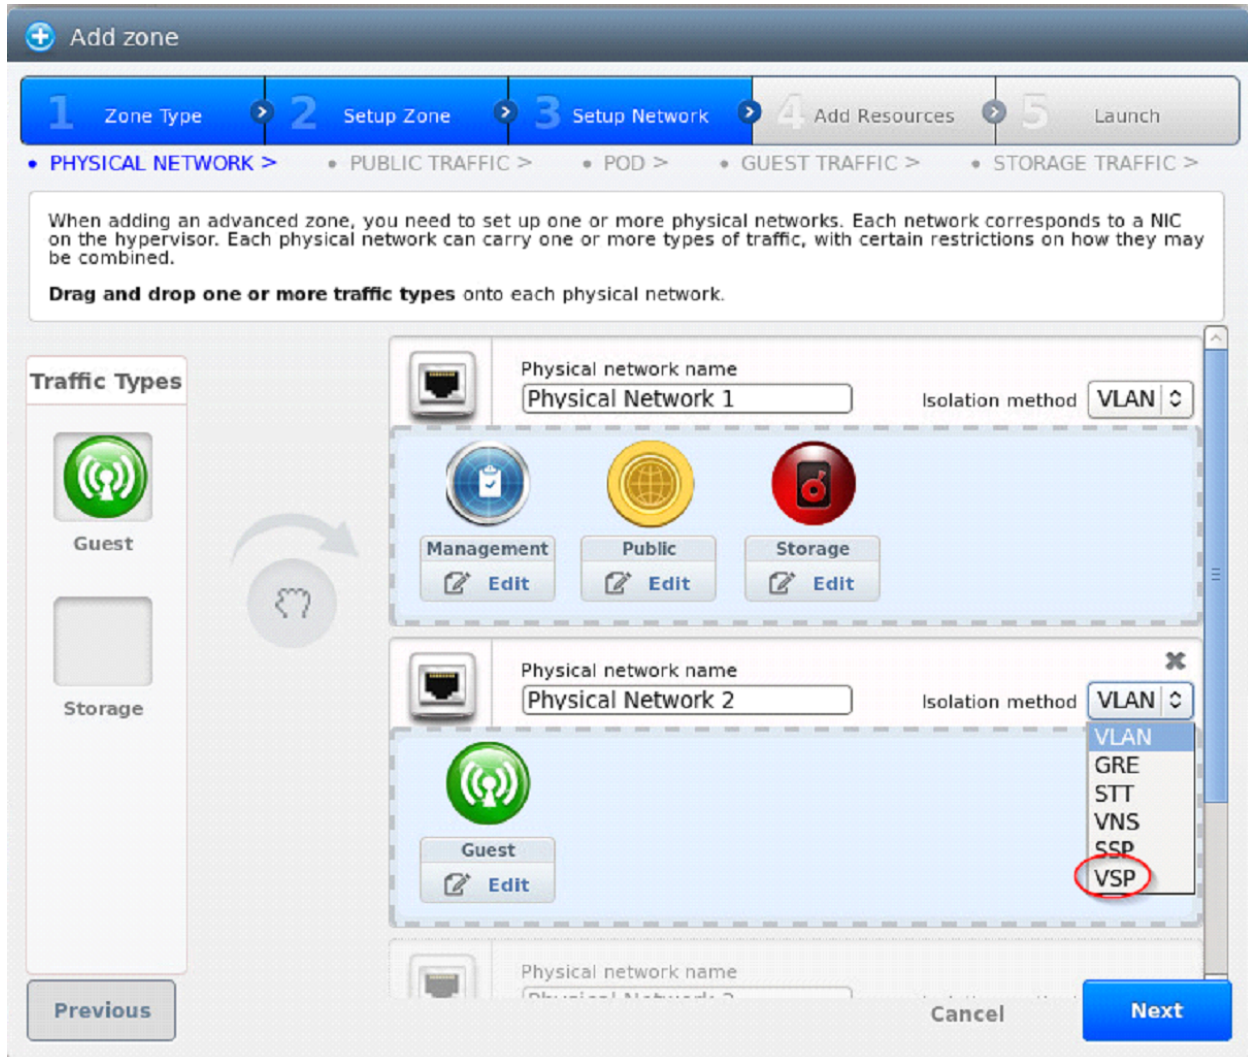 Add zone
1 Zone Type
2 Setup Zone
3 Setup Network
4 Add Resources
5 Launch
• PHYSICAL NETWORK >
• PUBLIC TRAFFIC >
• POD >
• GUEST TRAFFIC >
• STORAGE TRAFFIC >
When adding an advanced zone, you need to set up one or more physical networks. Each network corresponds to a NIC
on the hypervisor. Each physical network can carry one or more types of traffic, with certain restrictions on how they may
be combined.
Drag and drop one or more traffic types onto each physical network.
Traffic Types
Guest
Storage
Physical network name
Physical Network 1
Isolation method VLAN
Management
Edit
Public
Edit
Storage
Edit
Physical network name
Physical Network 2
Isolation method VLAN
VLAN
GRE
STT
VNS
SSP
VSP
Guest
Edit
Physical network name
Previous
Cancel
Next